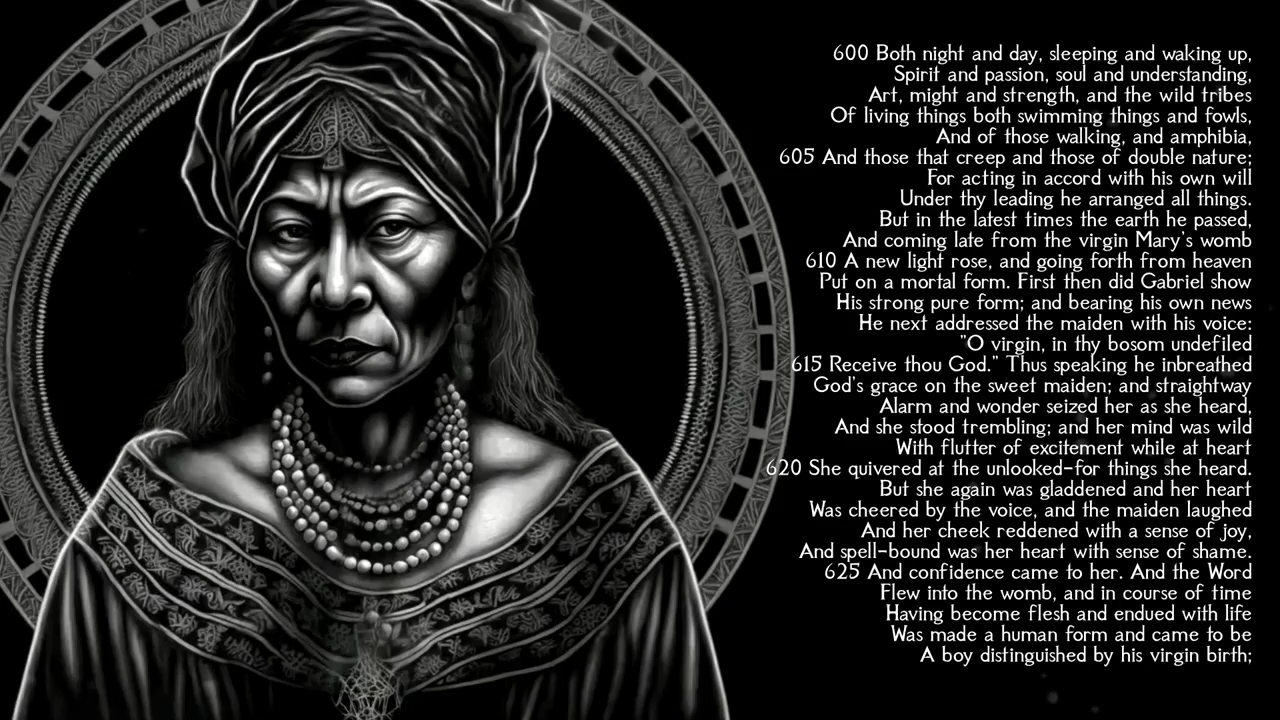 600 Both night and day, sleeping and waking up,
Spirit and passion, soul and understanding,
Art, might and strength, and the wild tribes
Of living things both swimming things and fowls,
And of those walking, and amphibia,
605 And those that creep and those of double nature;
For acting in accord with his own will
Under thy leading he arranged all things.
But in the latest times the earth he passed,
And coming late from the virgin Mary's womb
610 A new light rose, and going forth from heaven
Put on a mortal form. First then did Gabriel show
His strong pure form; and bearing his own news
He next addressed the maiden with his voice:
"O virgin, in thy bosom undefiled
615 Receive thou God." Thus speaking he inbreathed
God's grace on the sweet maiden; and straightway
Alarm and wonder seized her as she heard,
And she stood trembling; and her mind was wild
With flutter of excitement while at heart
620 She quivered at the unlooked-for things she heard.
But she again was gladdened and her heart
Was cheered by the voice, and the maiden laughed
And her cheek reddened with a sense of joy,
And spell-bound was her heart with sense of shame.
625 And confidence came to her. And the Word
Flew into the womb, and in course of time
Having become flesh and endued with life
Was made a human form and came to be
A boy distinguished by his virgin birth;